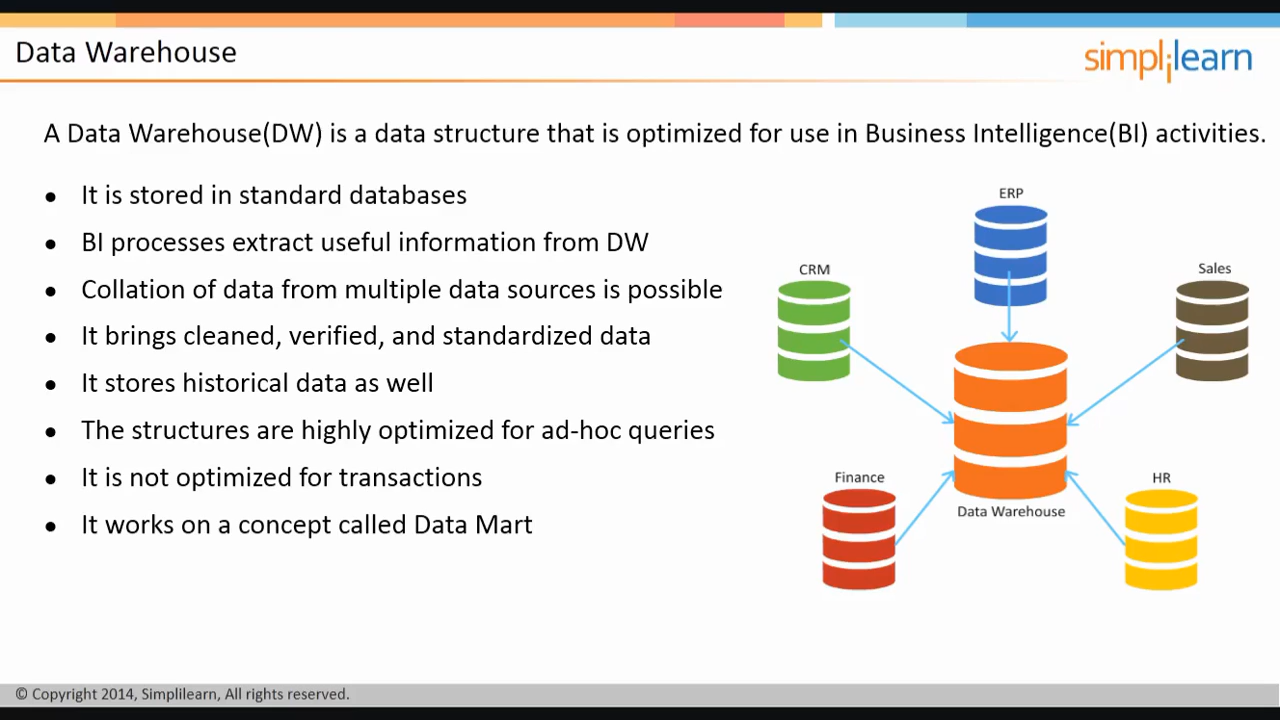 Data Warehouse
simplilearn
A Data Warehouse(DW) is a data structure that is optimized for use in Business Intelligence(BI) activities.
● It is stored in standard databases
● BI processes extract useful information from DW
● Collation of data from multiple data sources is possible
● It brings cleaned, verified, and standardized data
● It stores historical data as well
● The structures are highly optimized for ad-hoc queries
● It is not optimized for transactions
● It works on a concept called Data Mart
ERP
CRM
Sales
Finance
HR
Data Warehouse
© Copyright 2014, Simplilearn, All rights reserved.